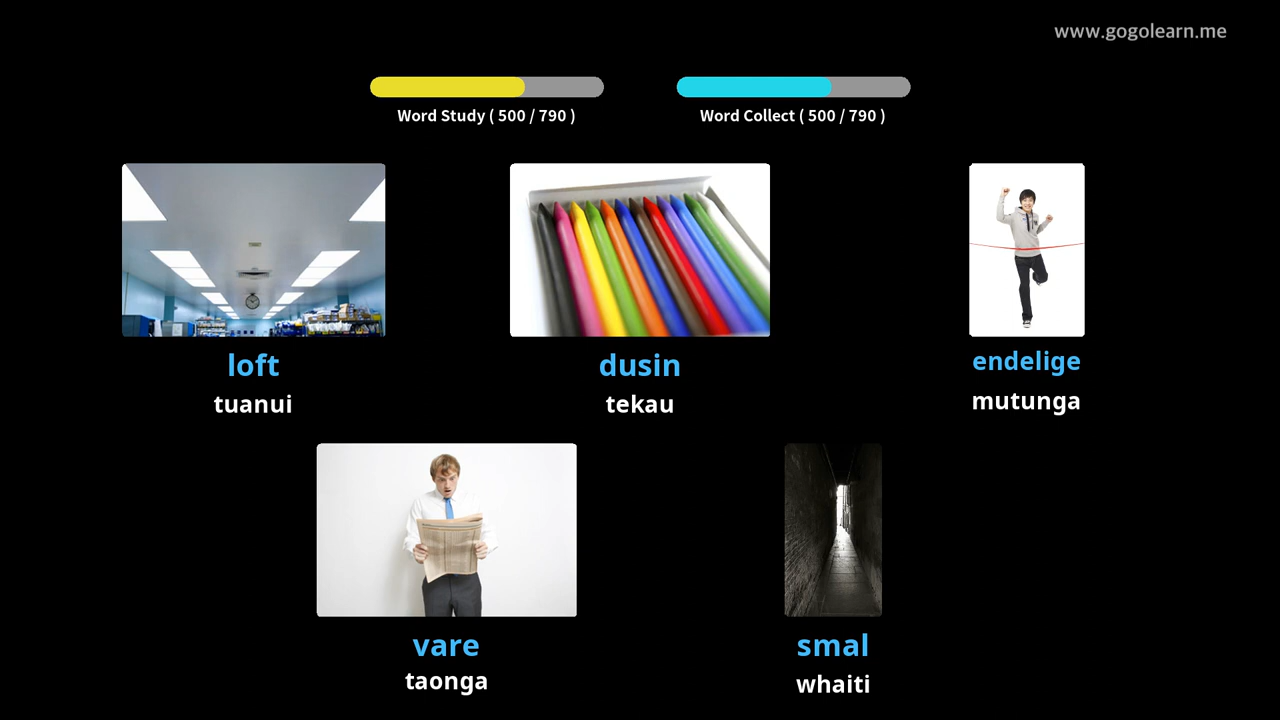 www.gogolearn.me
Word Study ( 500 / 790 )
Word Collect ( 500 / 790 )
loft
tuanui
dusin
tekau
endelige
mutunga
vare
taonga
smal
whaiti